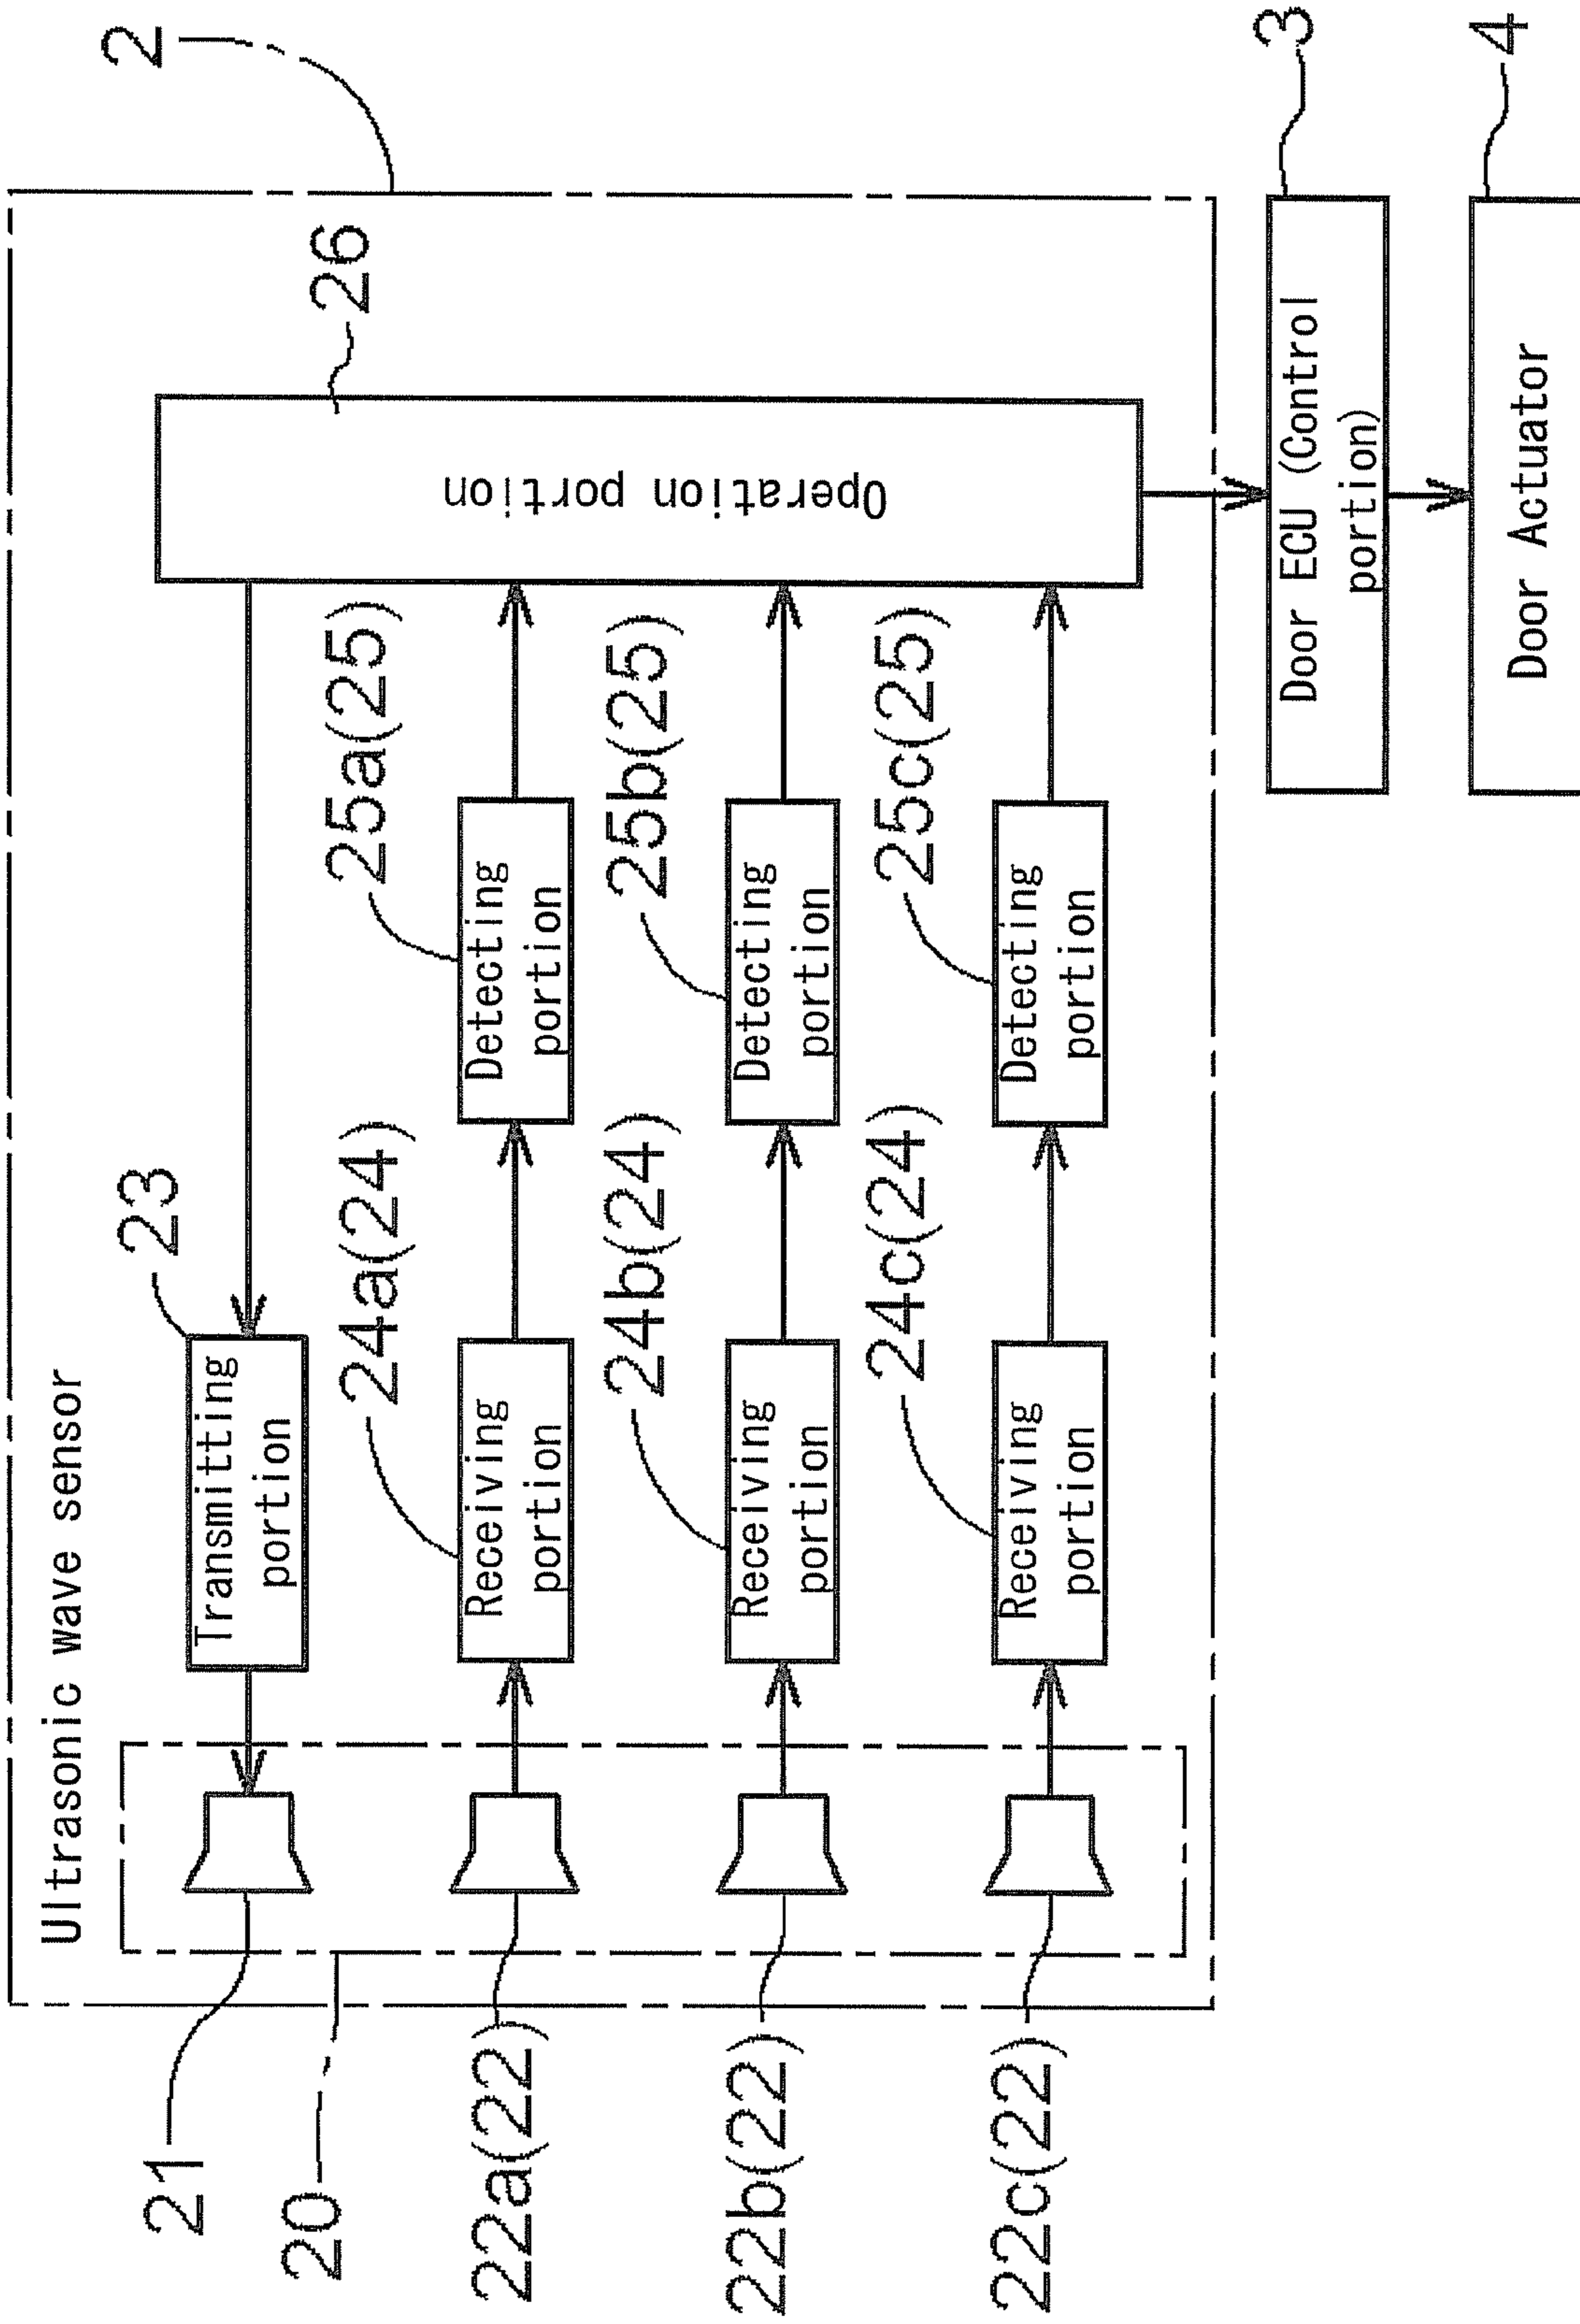 2
Ultrasonic wave sensor
21
20
23
Transmitting
portion
26
Operation portion
22a(22)
24a(24)
Receiving
portion
25a(25)
Detecting
portion
22b(22)
24b(24)
Receiving
portion
25b(25)
Detecting
portion
22c(22)
24c(24)
Receiving
portion
25c(25)
Detecting
portion
3
Door ECU (Control
portion)
4
Door Actuator